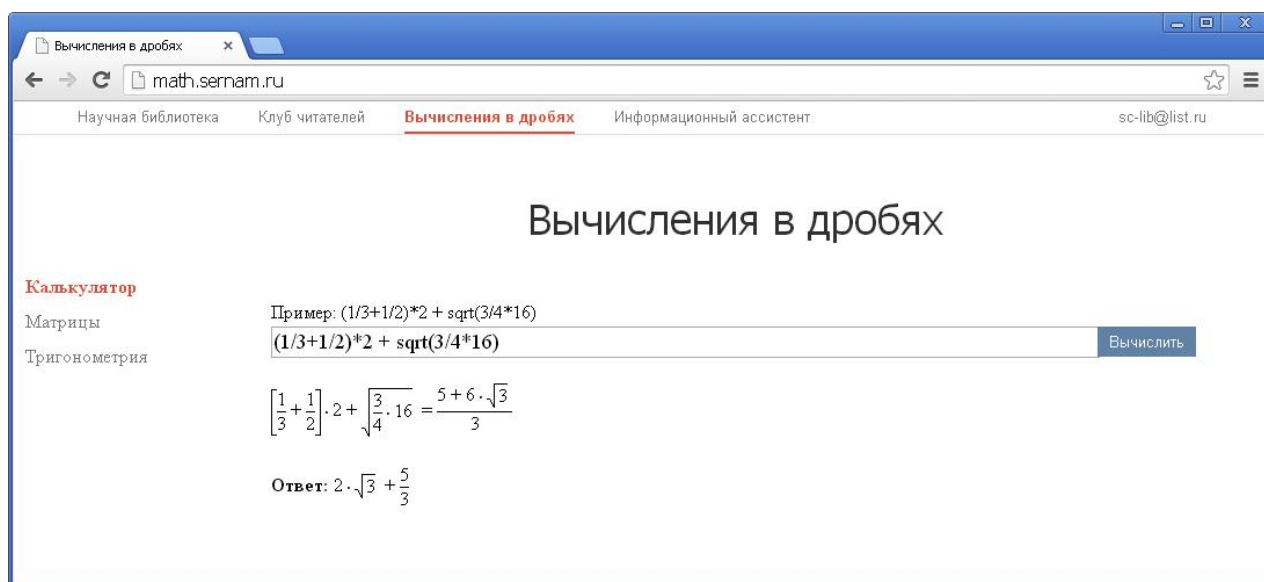 Вычисления в дробях
math.sernam.ru
Научная библиотека Клуб читателей Вычисления в дробях Информационный ассистент sc-lib@list.ru
Вычисления в дробях
Калькулятор
Матрицы
Тригонометрия
Пример: (1/3+1/2)*2 + sqrt(3/4*16)
(1/3+1/2)*2 + sqrt(3/4*16) Вычислить
[1/3 + 1/2] · 2 + √(3/4 · 16) = (5 + 6 · √3)/3
Ответ: 2 · √3 + 5/3